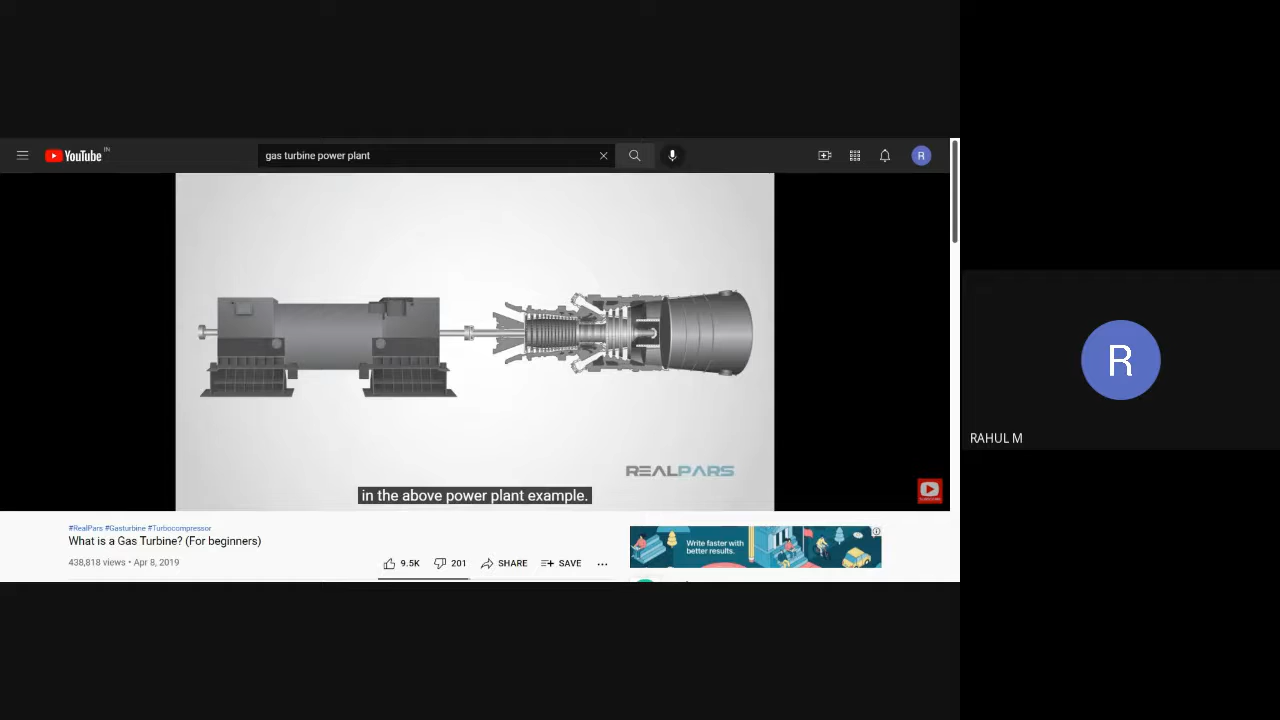 YouTube IN
gas turbine power plant
R
REALPARS
in the above power plant example.
#RealPars #Gasturbine #Turbocompressor
What is a Gas Turbine? (For beginners)
438,818 views • Apr 8, 2019
9.5K
201
SHARE
SAVE
Write faster with
better results.
R
RAHUL M